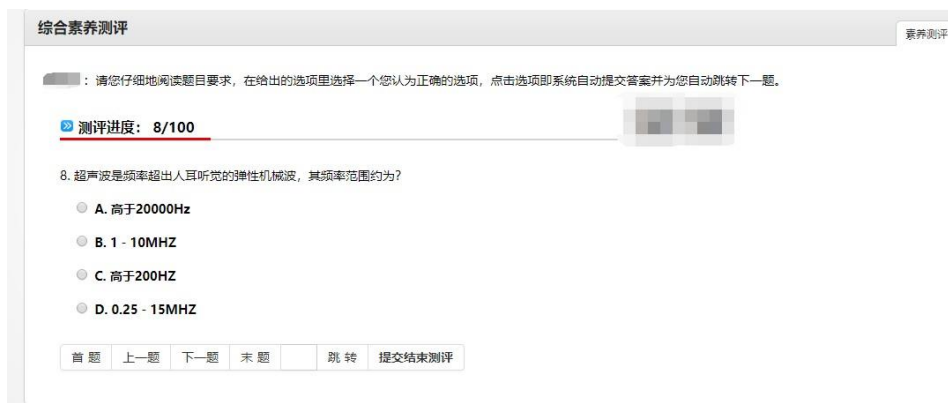 综合素养测评
素养测评
：请您仔细地阅读题目要求，在给出的选项里选择一个您认为正确的选项，点击选项即系统自动提交答案并为您自动跳转下一题。
测评进度： 8/100
8. 超声波是频率超出人耳听觉的弹性机械波，其频率范围约为？
A. 高于20000Hz
B. 1 - 10MHZ
C. 高于200HZ
D. 0.25 - 15MHZ
首 题 上一题 下一题 末 题 跳 转 提交结束测评